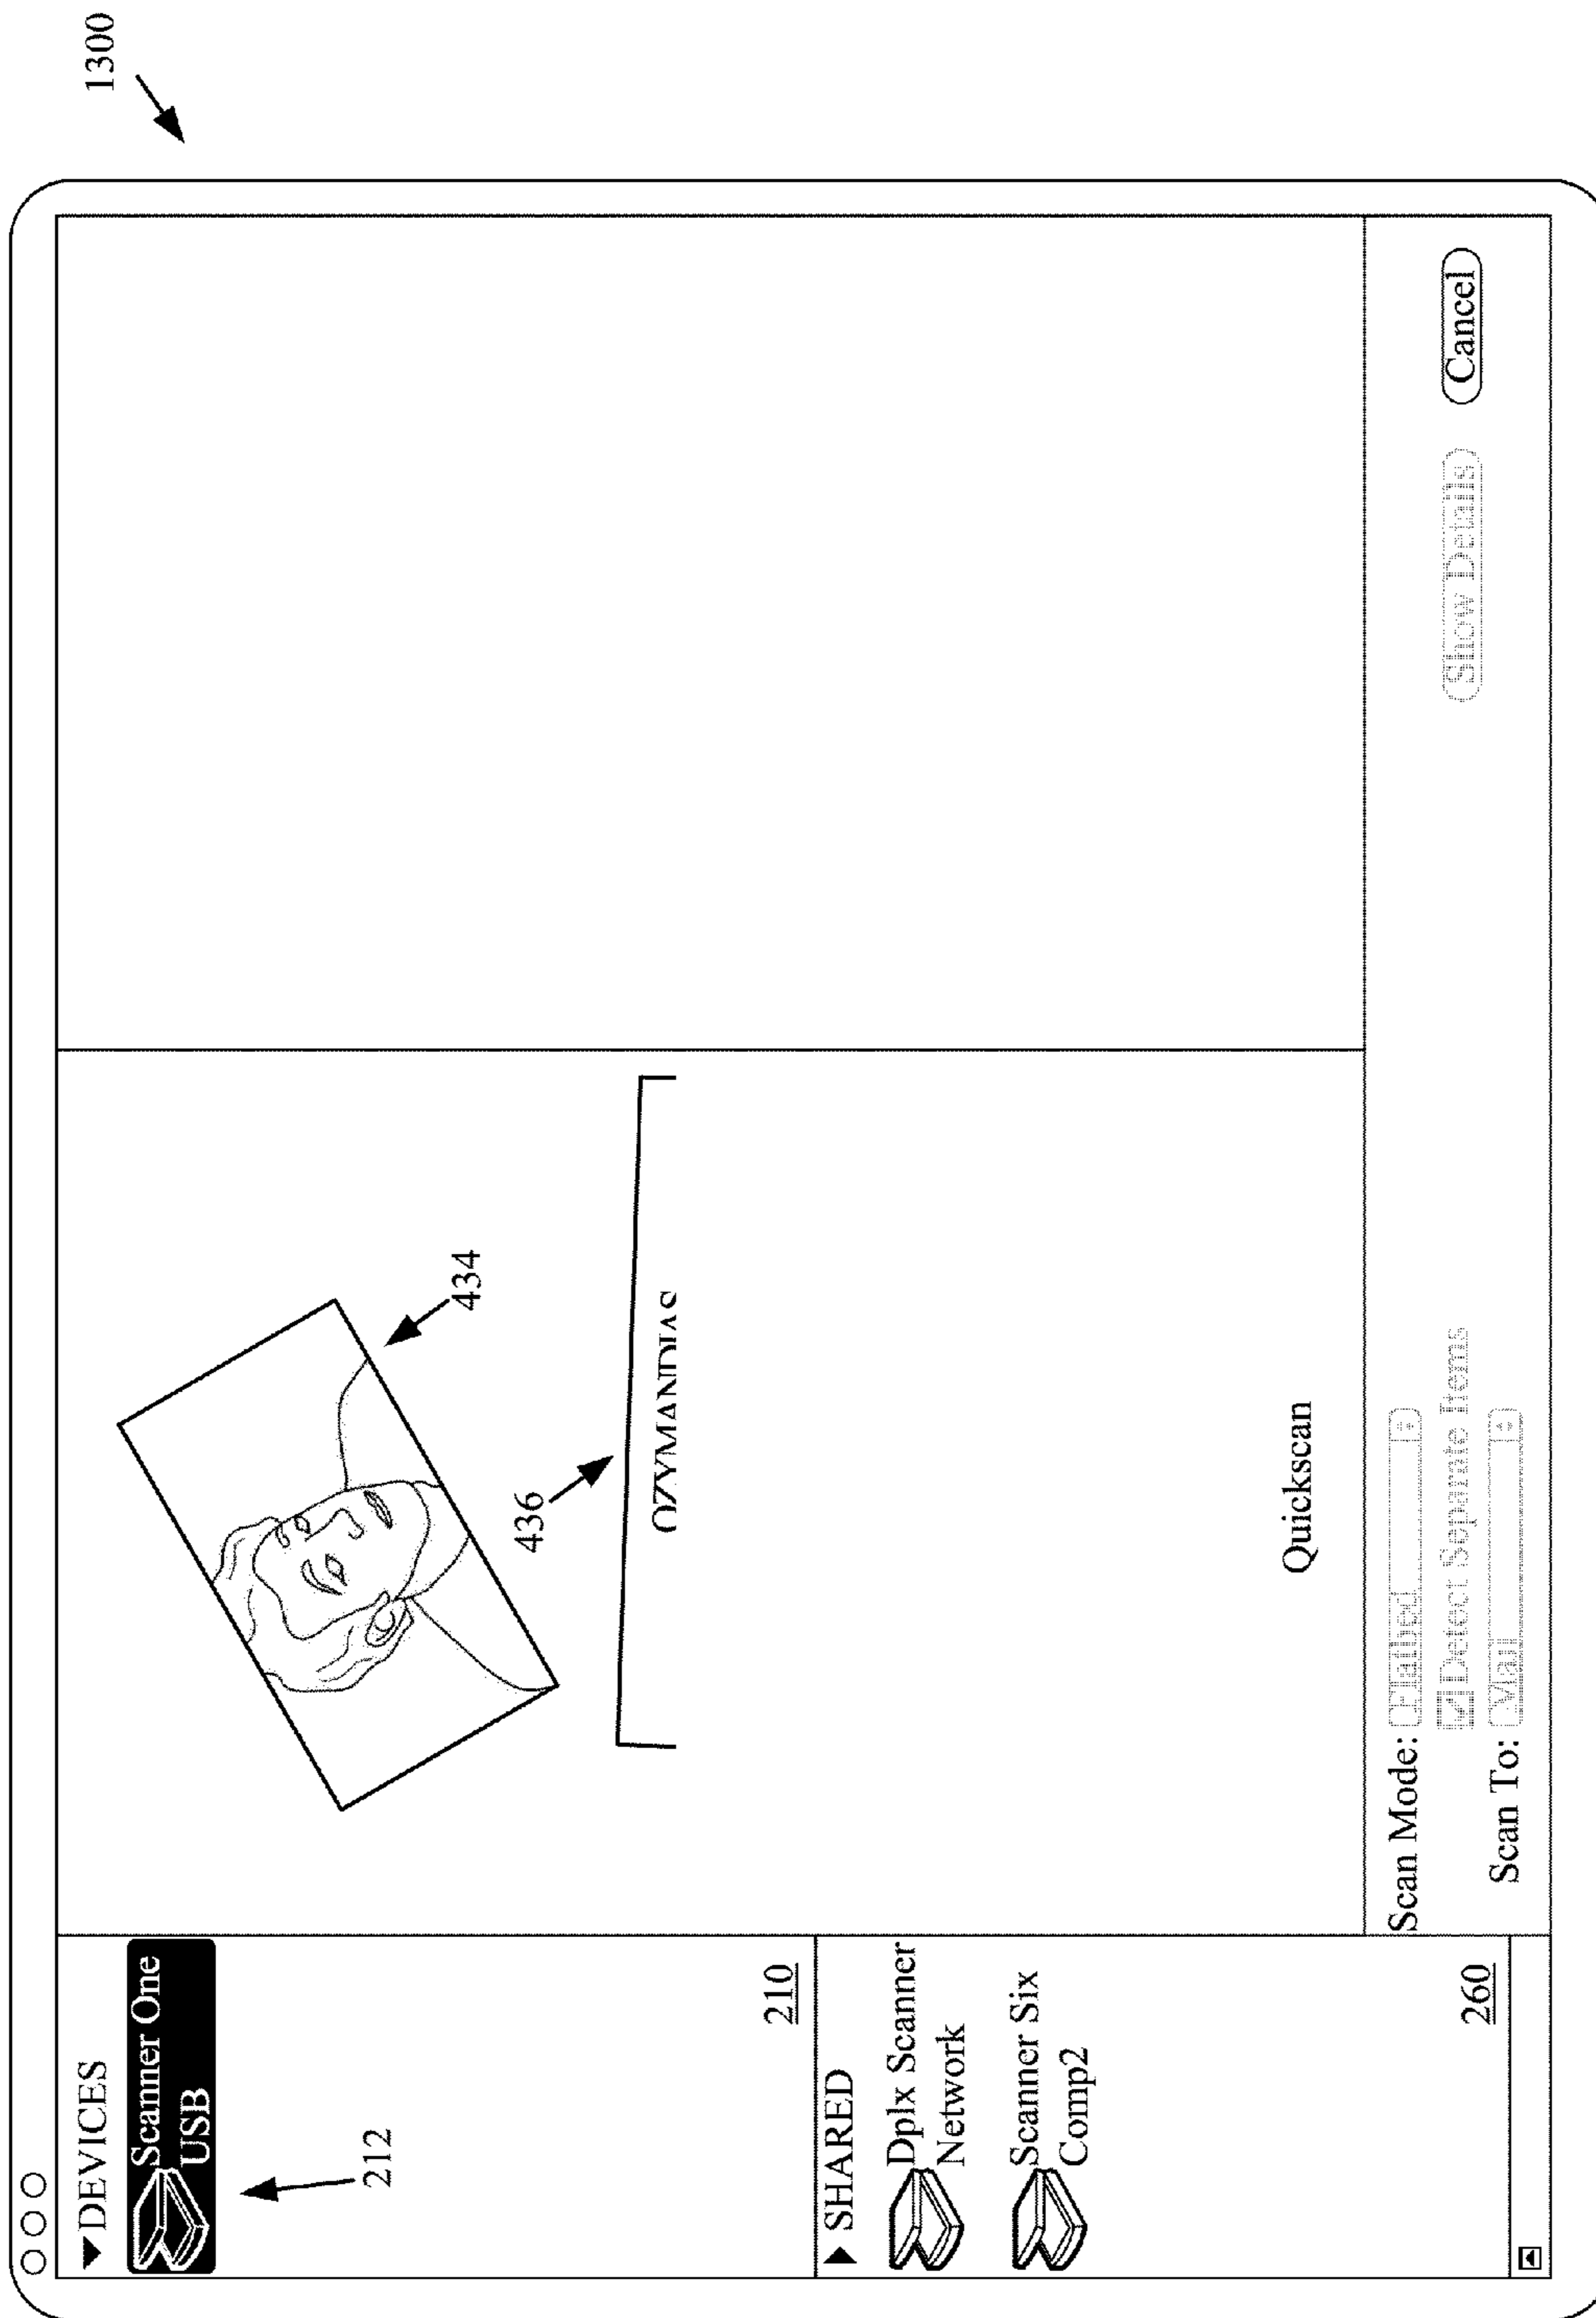 1300
DEVICES
Scanner One
USB
212
210
SHARED
Dplx Scanner
Network
Scanner Six
Comp2
260
434
436
OZYMANDIAS
Quickscan
Scan Mode: Flatbed
Detect Separate Items
Scan To: Mail
Show Details
Cancel